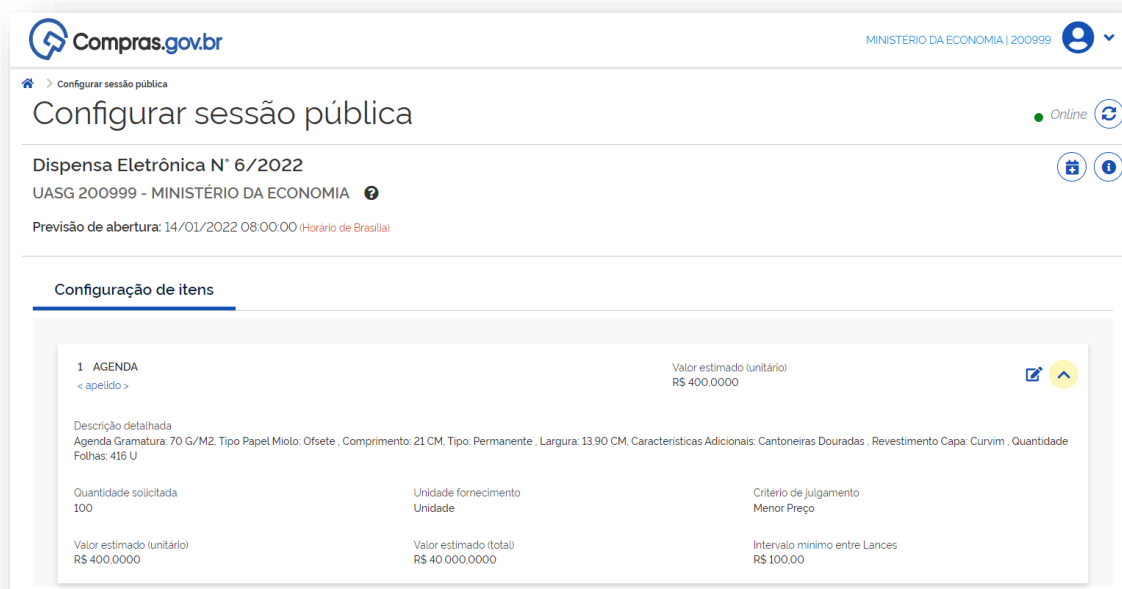 Compras.gov.br
MINISTÉRIO DA ECONOMIA | 200999
Configurar sessão pública
Configurar sessão pública
Online
Dispensa Eletrônica N° 6/2022
UASG 200999 - MINISTÉRIO DA ECONOMIA
Previsão de abertura: 14/01/2022 08:00:00 (Horário de Brasília)
Configuração de itens
1 AGENDA
< apelido >
Valor estimado (unitário)
R$ 400,0000
Descrição detalhada
Agenda Gramatura: 70 G/M2, Tipo Papel Miolo: Ofsete , Comprimento: 21 CM, Tipo: Permanente , Largura: 13,90 CM, Características Adicionais: Cantoneiras Douradas , Revestimento Capa: Curvim , Quantidade
Folhas: 416 U
Quantidade solicitada
100
Unidade fornecimento
Unidade
Critério de julgamento
Menor Preço
Valor estimado (unitário)
R$ 400,0000
Valor estimado (total)
R$ 40.000,0000
Intervalo mínimo entre Lances
R$ 100,00